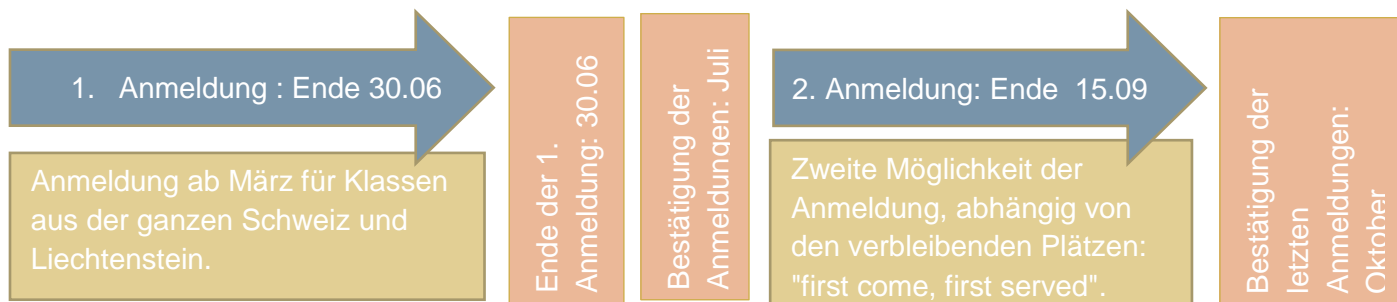 1. Anmeldung : Ende 30.06
Anmeldung ab März für Klassen
aus der ganzen Schweiz und
Liechtenstein.
Ende der 1.
Anmeldung: 30.06
Bestätigung der
Anmeldungen: Juli
2. Anmeldung: Ende 15.09
Zweite Möglichkeit der
Anmeldung, abhängig von
den verbleibenden Plätzen:
"first come, first served".
Bestätigung der
letzten
Anmeldungen:
Oktober